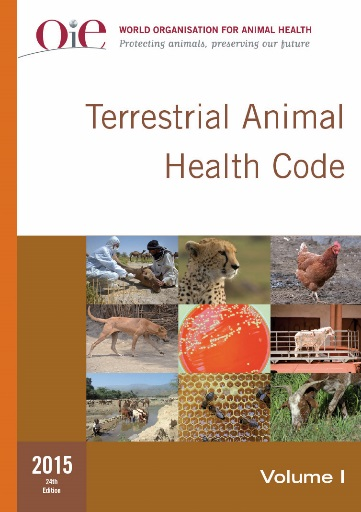 oie
WORLD ORGANISATION FOR ANIMAL HEALTH
Protecting animals, preserving our future
Terrestrial Animal
Health Code
2015
24th
Edition
Volume I